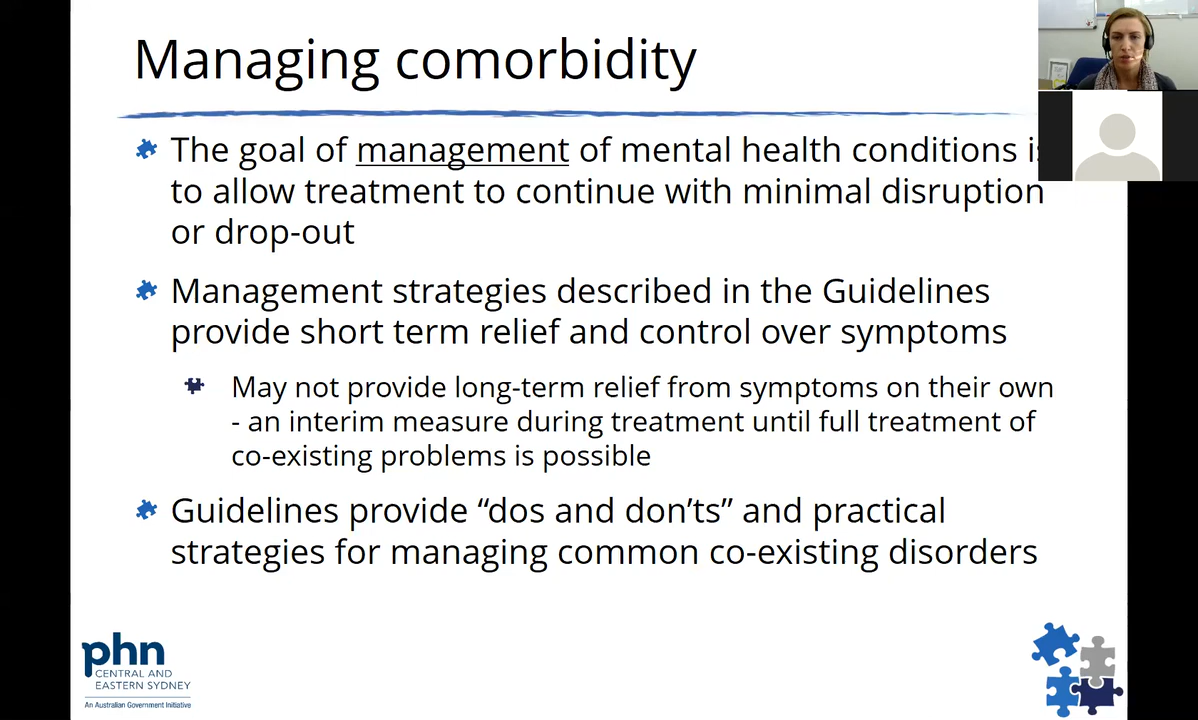 Managing comorbidity
The goal of management of mental health conditions is
to allow treatment to continue with minimal disruption
or drop-out
Management strategies described in the Guidelines
provide short term relief and control over symptoms
May not provide long-term relief from symptoms on their own
- an interim measure during treatment until full treatment of
co-existing problems is possible
Guidelines provide “dos and don’ts” and practical
strategies for managing common co-existing disorders
phn
CENTRAL AND
EASTERN SYDNEY
An Australian Government Initiative